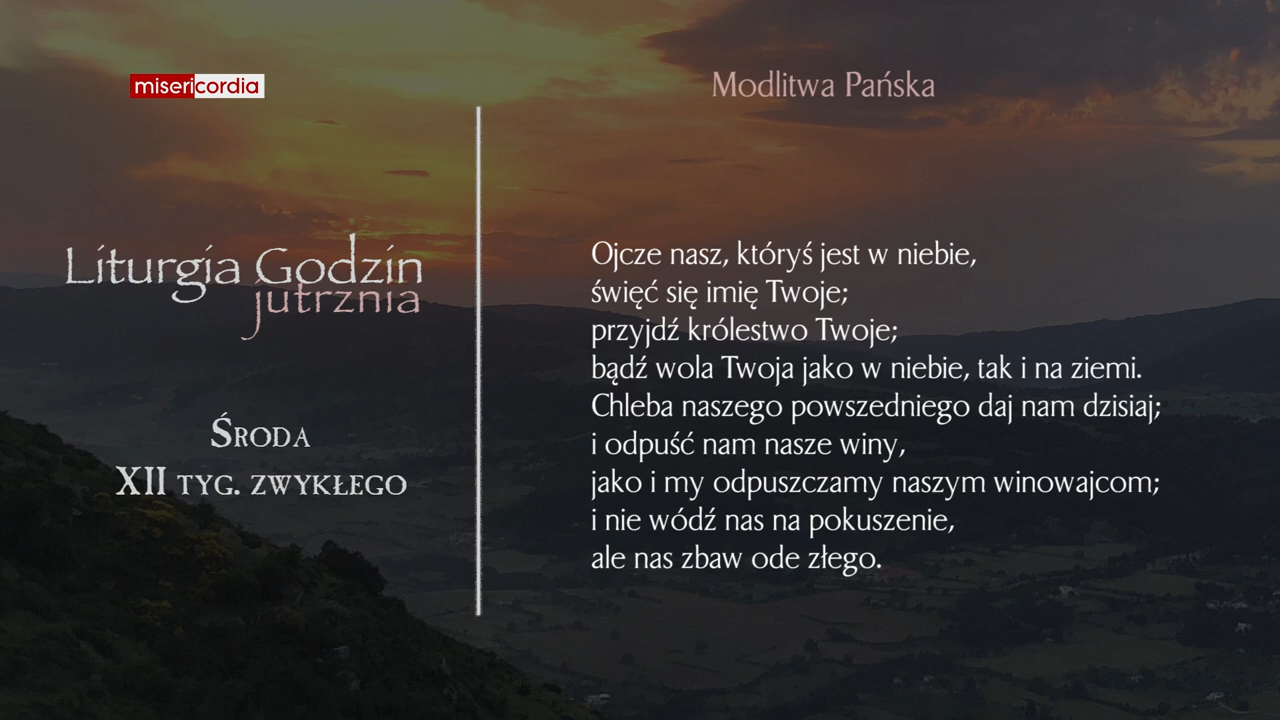 misericordia
Liturgia Godzin
jutrznia
Środa
XII tyg. zwykłego
Modlitwa Pańska
Ojcze nasz, któryś jest w niebie,
święć się imię Twoje;
przyjdź królestwo Twoje;
bądź wola Twoja jako w niebie, tak i na ziemi.
Chleba naszego powszedniego daj nam dzisiaj;
i odpuść nam nasze winy,
jako i my odpuszczamy naszym winowajcom;
i nie wódź nas na pokuszenie,
ale nas zbaw ode złego.